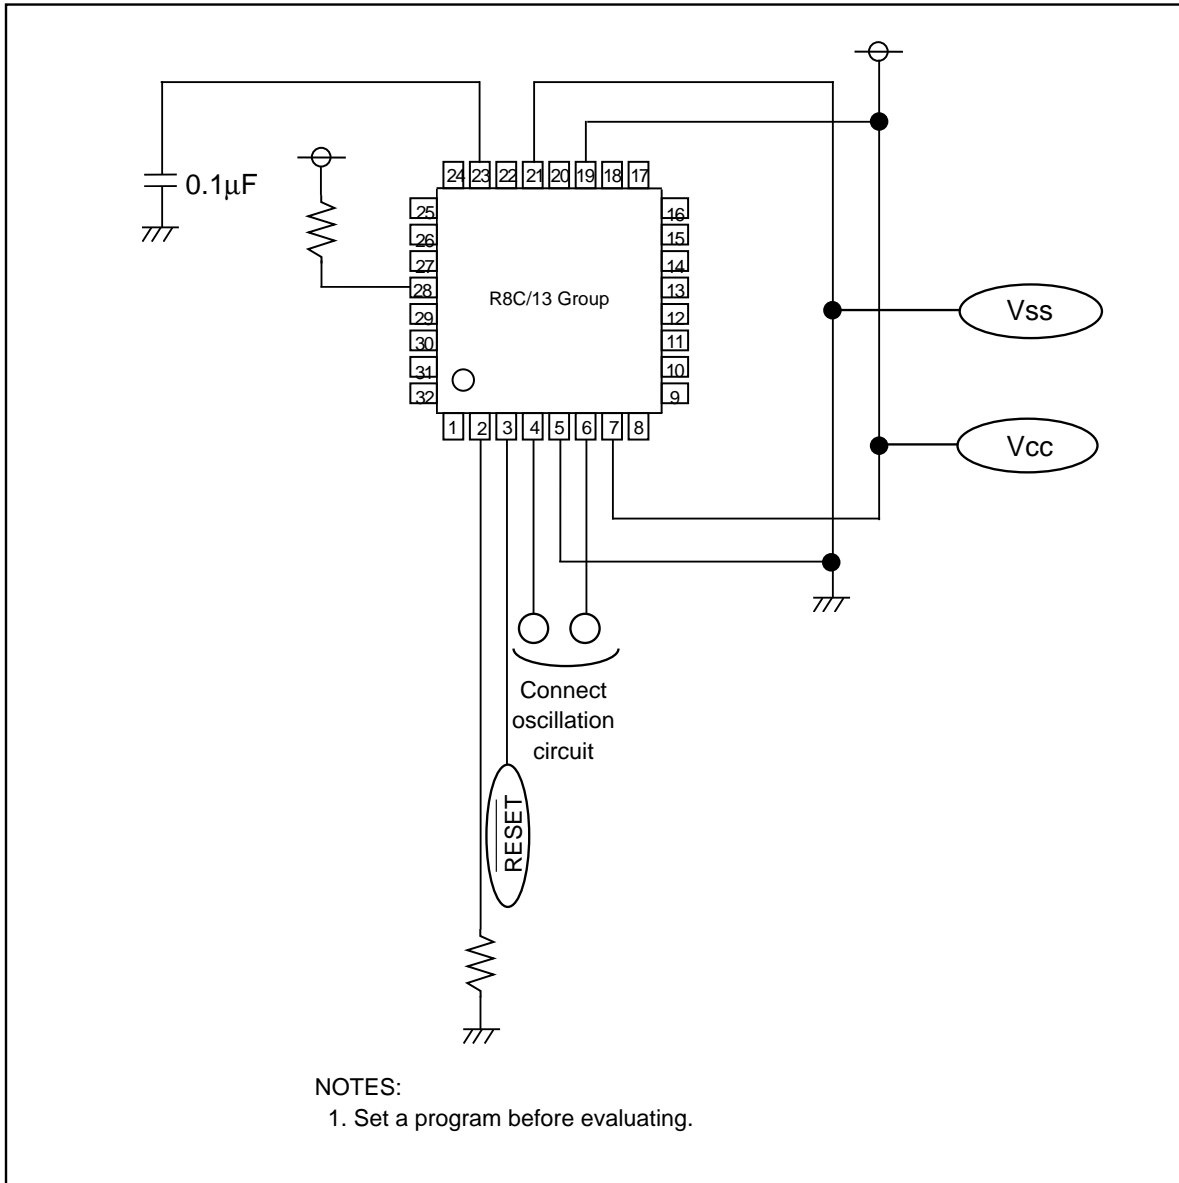 0.1μF
24 23 22 21 20 19 18 17
25
26
27
28
29
30
31
32
R8C/13 Group
16
15
14
13
12
11
10
9
1 2 3 4 5 6 7 8
Vss
Vcc
Connect
oscillation
circuit
RESET
NOTES:
1. Set a program before evaluating.